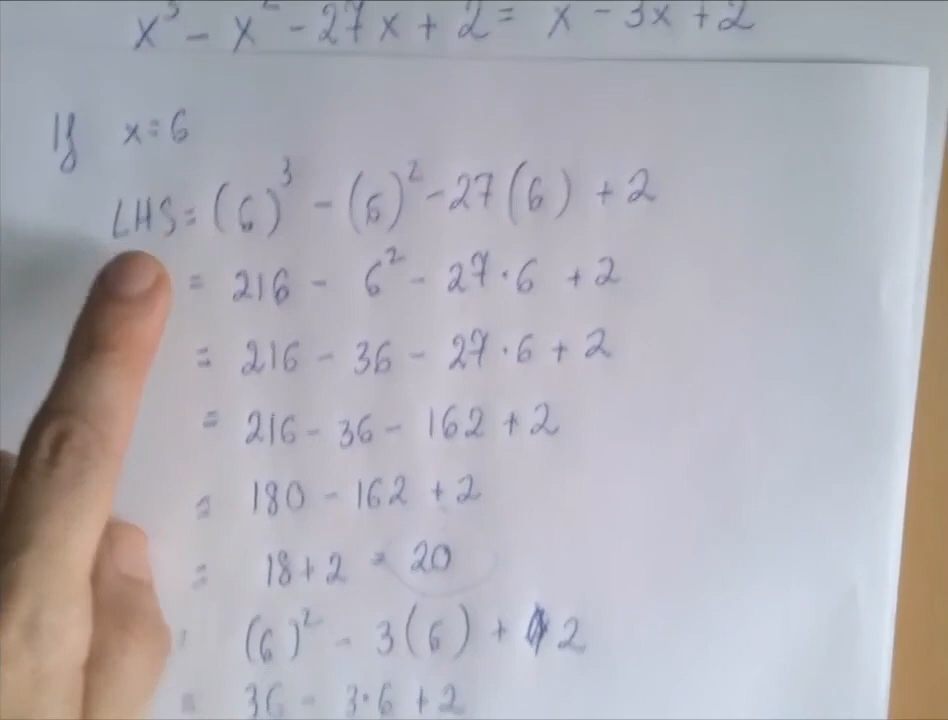 x³ - x² - 27x + 2 = x - 3x + 2
If x = 6
LHS = (6)³ - (6)² - 27(6) + 2
= 216 - 6² - 27·6 + 2
= 216 - 36 - 27·6 + 2
= 216 - 36 - 162 + 2
= 180 - 162 + 2
= 18 + 2 = 20
(6)² - 3(6) + 2
= 36 - 3·6 + 2